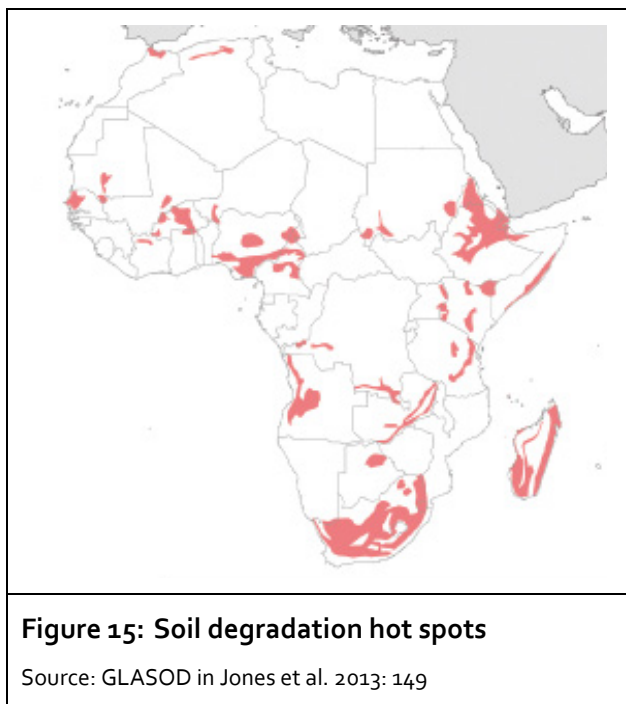 Figure 15: Soil degradation hot spots
Source: GLASOD in Jones et al. 2013: 149